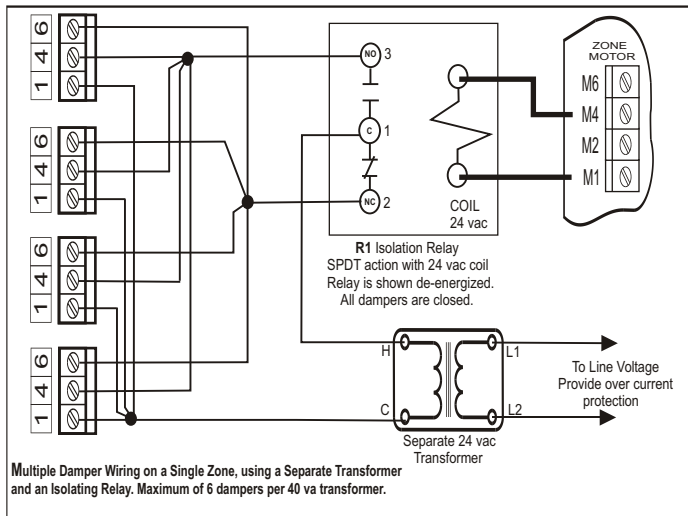 6
4
1
6
4
1
6
4
1
6
4
1
NO 3
C 1
NC 2
COIL
24 vac
ZONE
MOTOR
M6
M4
M2
M1
R1 Isolation Relay
SPDT action with 24 vac coil
Relay is shown de-energized.
All dampers are closed.
H
C
L1
L2
To Line Voltage
Provide over current
protection
Separate 24 vac
Transformer
Multiple Damper Wiring on a Single Zone, using a Separate Transformer
and an Isolating Relay. Maximum of 6 dampers per 40 va transformer.